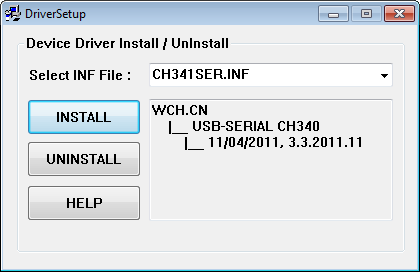 DriverSetup
Device Driver Install / UnInstall
Select INF File :
CH341SER.INF
INSTALL
UNINSTALL
HELP
WCH.CN
|__ USB-SERIAL CH340
|__ 11/04/2011, 3.3.2011.11